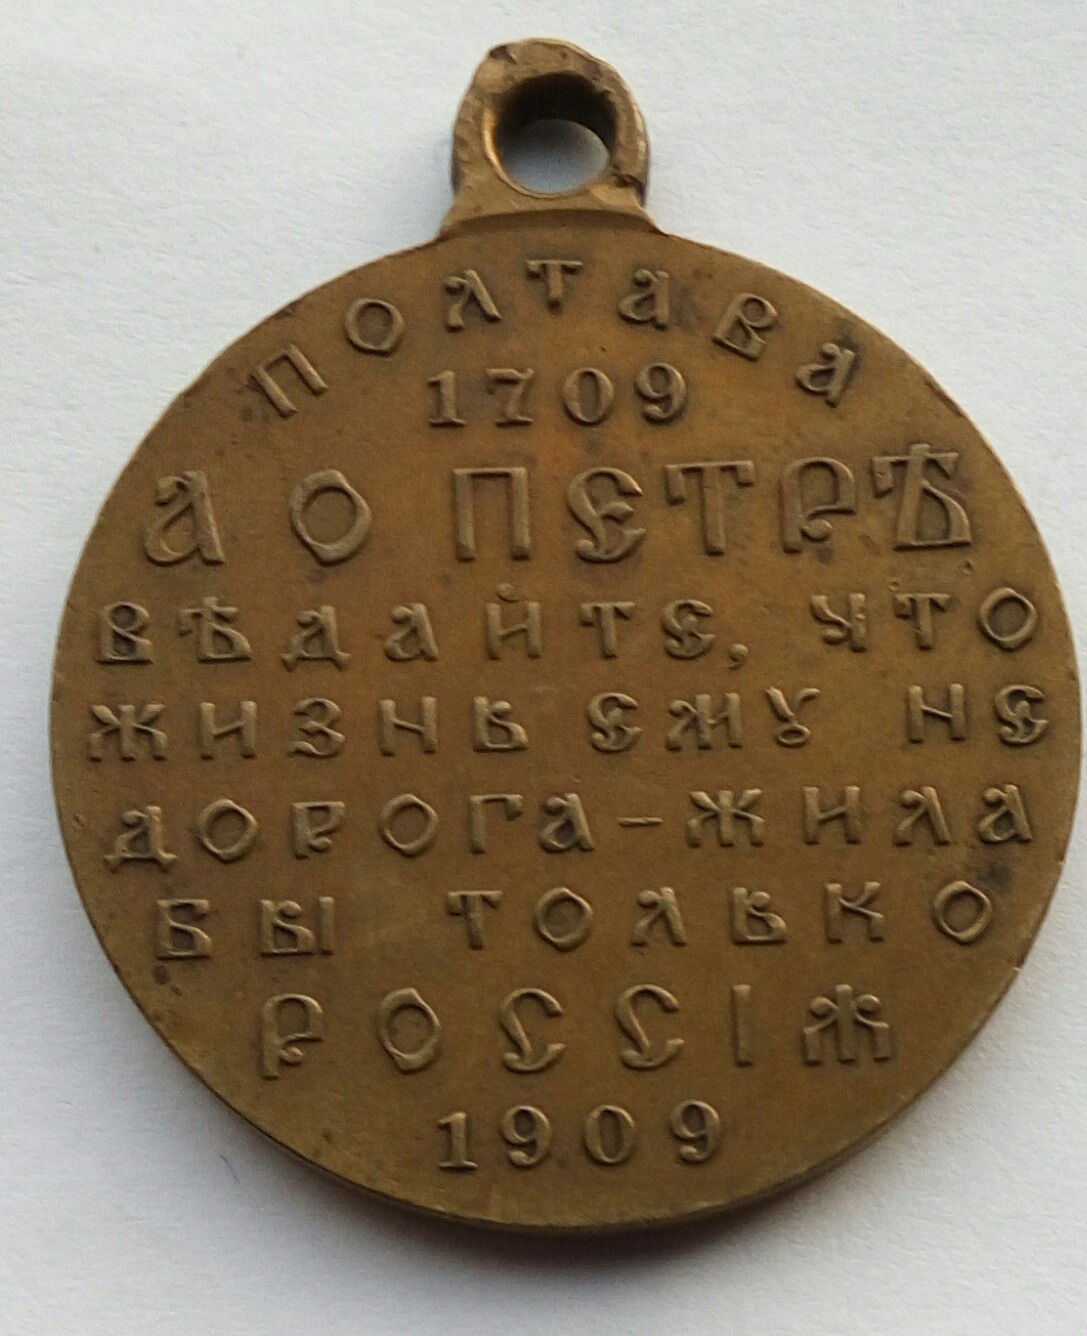 ПОЛТАВА
1709
А О ПЕТРѢ
ВѢДАЙТЕ, ЧТО
ЖИЗНЬ ЕМУ НЕ
ДОРОГА – ЖИЛА
БЫ ТОЛЬКО
РОССІЯ
1909